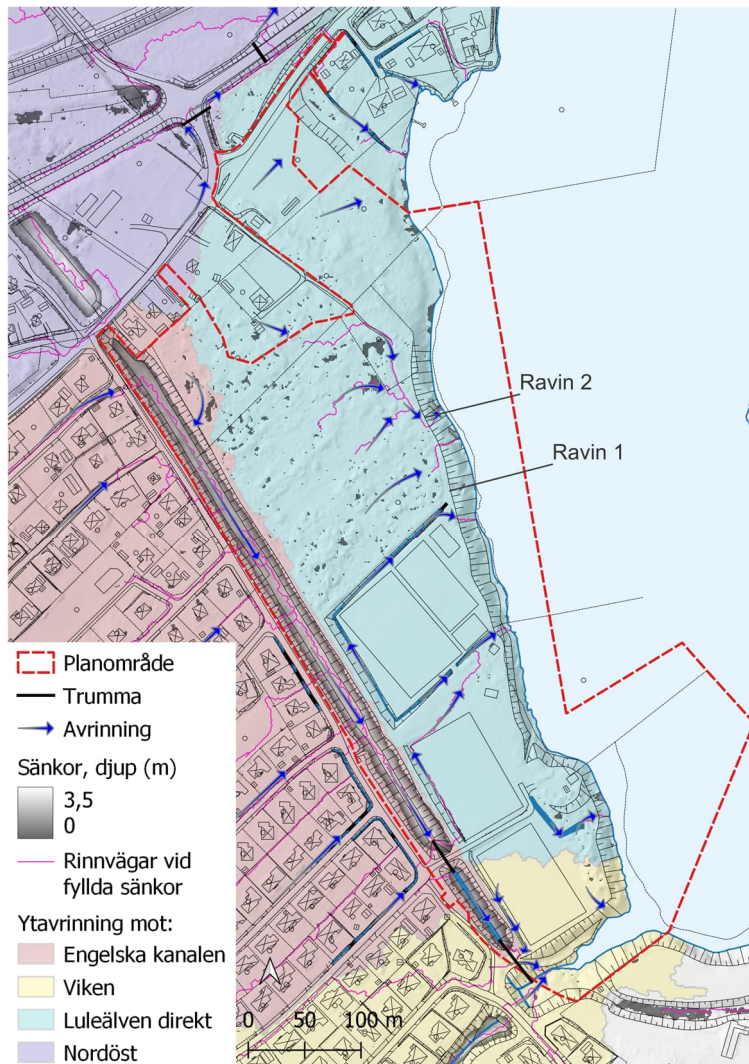 Ravin 2
Ravin 1
Planområde
Trumma
Avrinning
Sänkor, djup (m)
3,5
0
Rinnvägar vid
fyllda sänkor
Ytavrinning mot:
Engelska kanalen
Viken
Luleälven direkt
Nordöst
0 50 100 m